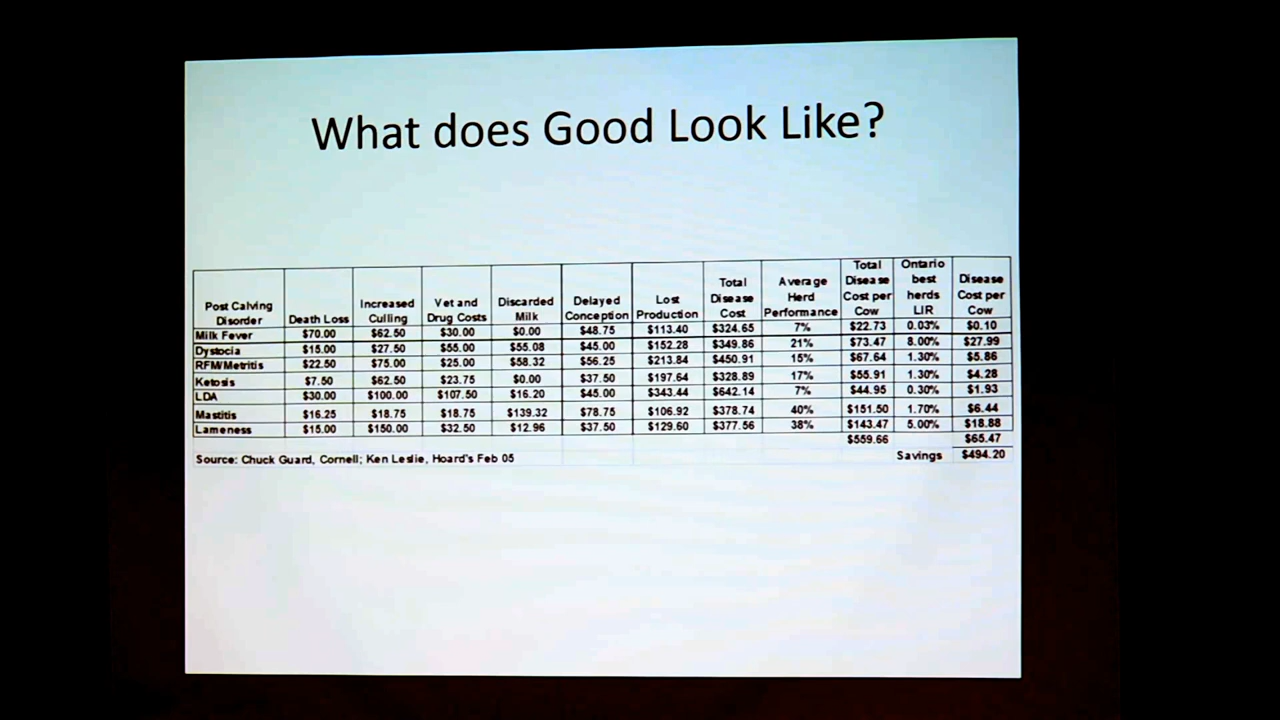 What does Good Look Like?
Post Calving Disorder | Death Loss | Increased Culling | Vet and Drug Costs | Discarded Milk | Delayed Conception | Lost Production | Total Disease Cost | Average Herd Performance | Total Disease Cost per Cow | Ontario best herds LIR | Disease Cost per Cow
Milk Fever | $70.00 | $62.50 | $30.00 | $0.00 | $48.75 | $113.40 | $324.65 | 7% | $22.73 | 0.03% | $0.10
Dystocia | $15.00 | $27.50 | $55.00 | $55.08 | $45.00 | $152.28 | $349.86 | 21% | $73.47 | 8.00% | $27.99
RFM/Metritis | $22.50 | $75.00 | $25.00 | $58.32 | $56.25 | $213.84 | $450.91 | 15% | $67.64 | 1.30% | $5.86
Ketosis | $7.50 | $62.50 | $23.75 | $0.00 | $37.50 | $197.64 | $328.89 | 17% | $55.91 | 1.30% | $4.28
LDA | $30.00 | $100.00 | $107.50 | $16.20 | $45.00 | $343.44 | $642.14 | 7% | $44.95 | 0.30% | $1.93
Mastitis | $16.25 | $18.75 | $18.75 | $139.32 | $78.75 | $106.92 | $378.74 | 40% | $151.50 | 1.70% | $6.44
Lameness | $15.00 | $150.00 | $32.50 | $12.96 | $37.50 | $129.60 | $377.56 | 38% | $143.47 | 5.00% | $18.88
$559.66 | $65.47
Source: Chuck Guard, Cornell; Ken Leslie, Hoard's Feb 05 | Savings | $494.20